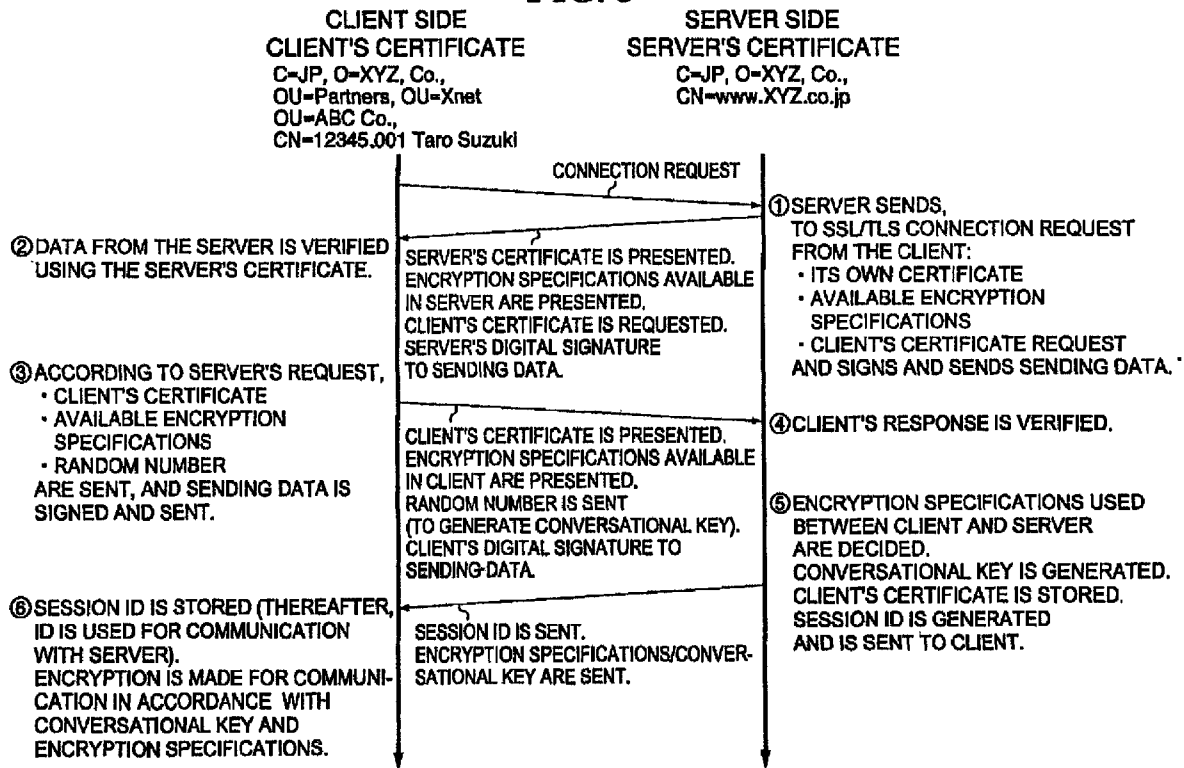 CLIENT SIDE
CLIENT'S CERTIFICATE
C=JP, O=XYZ, Co.,
OU=Partners, OU=Xnet
OU=ABC Co.,
CN=12345.001 Taro Suzuki
SERVER SIDE
SERVER'S CERTIFICATE
C=JP, O=XYZ, Co.,
CN=www.XYZ.co.jp
CONNECTION REQUEST
①SERVER SENDS,
TO SSL/TLS CONNECTION REQUEST
FROM THE CLIENT:
・ITS OWN CERTIFICATE
・AVAILABLE ENCRYPTION
SPECIFICATIONS
・CLIENT'S CERTIFICATE REQUEST
AND SIGNS AND SENDS SENDING DATA.
②DATA FROM THE SERVER IS VERIFIED
USING THE SERVER'S CERTIFICATE.
SERVER'S CERTIFICATE IS PRESENTED.
ENCRYPTION SPECIFICATIONS AVAILABLE
IN SERVER ARE PRESENTED.
CLIENT'S CERTIFICATE IS REQUESTED.
SERVER'S DIGITAL SIGNATURE
TO SENDING DATA.
③ACCORDING TO SERVER'S REQUEST,
・CLIENT'S CERTIFICATE
・AVAILABLE ENCRYPTION
SPECIFICATIONS
・RANDOM NUMBER
ARE SENT, AND SENDING DATA IS
SIGNED AND SENT.
CLIENT'S CERTIFICATE IS PRESENTED.
ENCRYPTION SPECIFICATIONS AVAILABLE
IN CLIENT ARE PRESENTED.
RANDOM NUMBER IS SENT
(TO GENERATE CONVERSATIONAL KEY).
CLIENT'S DIGITAL SIGNATURE TO
SENDING-DATA.
④CLIENT'S RESPONSE IS VERIFIED.
⑤ENCRYPTION SPECIFICATIONS USED
BETWEEN CLIENT AND SERVER
ARE DECIDED.
CONVERSATIONAL KEY IS GENERATED.
CLIENT'S CERTIFICATE IS STORED.
SESSION ID IS GENERATED
AND IS SENT TO CLIENT.
⑥SESSION ID IS STORED (THEREAFTER,
ID IS USED FOR COMMUNICATION
WITH SERVER).
ENCRYPTION IS MADE FOR COMMUNI-
CATION IN ACCORDANCE WITH
CONVERSATIONAL KEY AND
ENCRYPTION SPECIFICATIONS.
SESSION ID IS SENT.
ENCRYPTION SPECIFICATIONS/CONVER-
SATIONAL KEY ARE SENT.